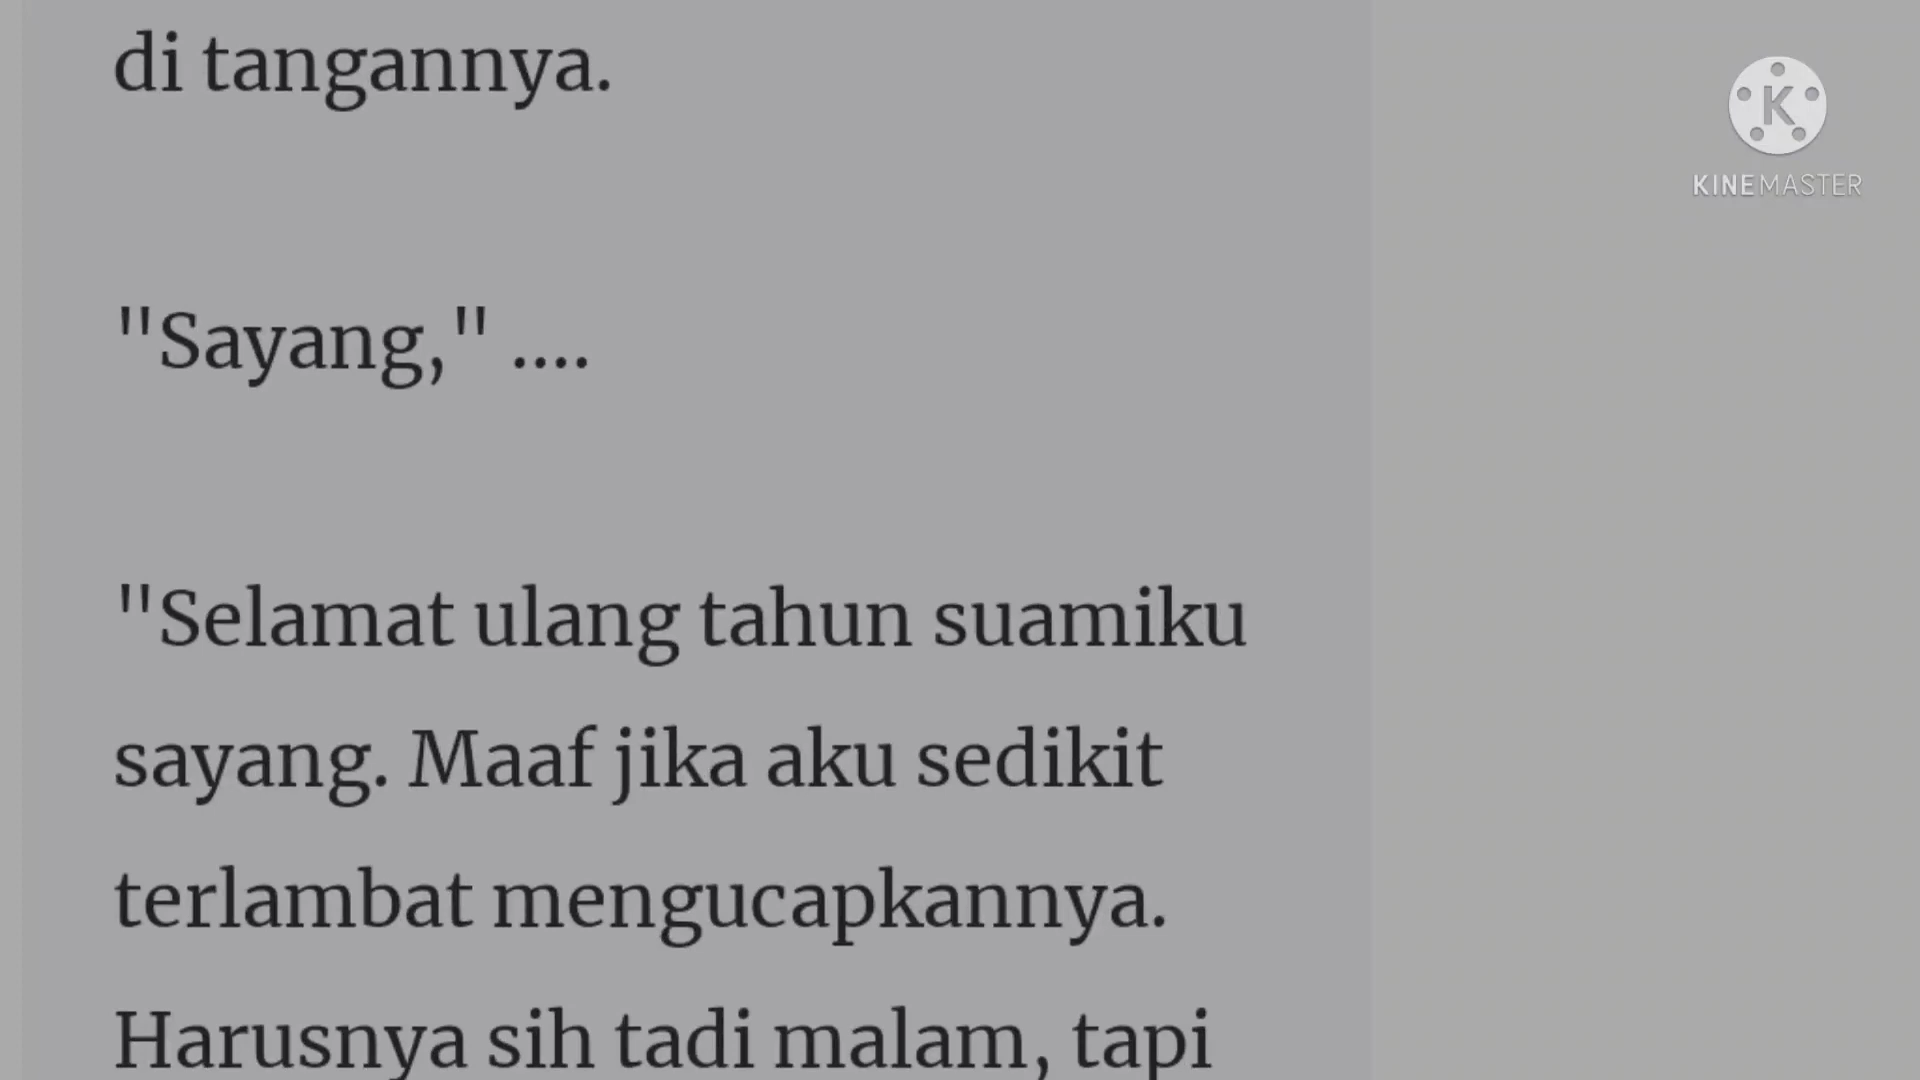 di tangannya.
K
KINEMASTER
"Sayang," ....
"Selamat ulang tahun suamiku
sayang. Maaf jika aku sedikit
terlambat mengucapkannya.
Harusnya sih tadi malam, tapi